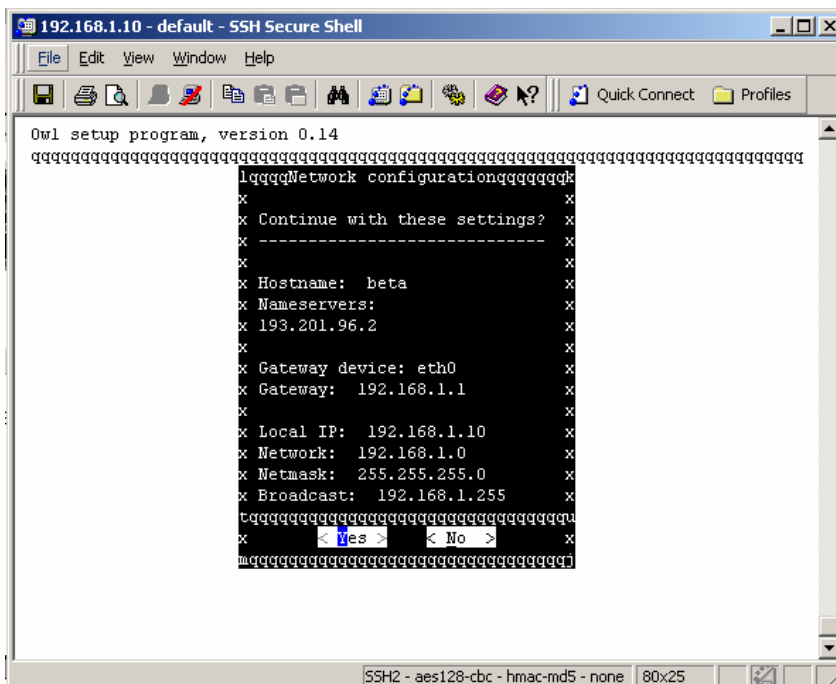 192.168.1.10 - default - SSH Secure Shell
File Edit View Window Help
Quick Connect Profiles
Owl setup program, version 0.14
qqqqqqqqqqqqqqqqqqqqqqqqqqqqqqqqqqqqqqqqqqqqqqqqqqqqqqqqqqqqqqqqqqqqqqqqqqqqqqq
lqqqqNetwork configurationqqqqqqqk
x x
x Continue with these settings? x
x ----------------------------- x
x x
x Hostname: beta x
x Nameservers: x
x 193.201.96.2 x
x x
x Gateway device: eth0 x
x Gateway: 192.168.1.1 x
x x
x Local IP: 192.168.1.10 x
x Network: 192.168.1.0 x
x Netmask: 255.255.255.0 x
x Broadcast: 192.168.1.255 x
tqqqqqqqqqqqqqqqqqqqqqqqqqqqqqqqqu
x < Yes > < No > x
mqqqqqqqqqqqqqqqqqqqqqqqqqqqqqqqqj
SSH2 - aes128-cbc - hmac-md5 - none 80x25